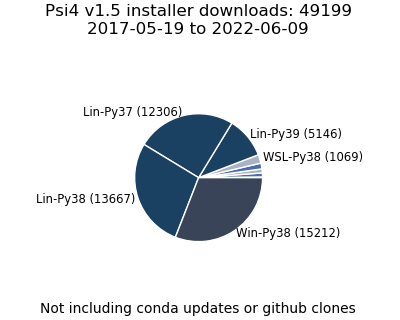 Psi4 v1.5 installer downloads: 49199
2017-05-19 to 2022-06-09
Lin-Py37 (12306)
Lin-Py39 (5146)
WSL-Py38 (1069)
Lin-Py38 (13667)
Win-Py38 (15212)
Not including conda updates or github clones